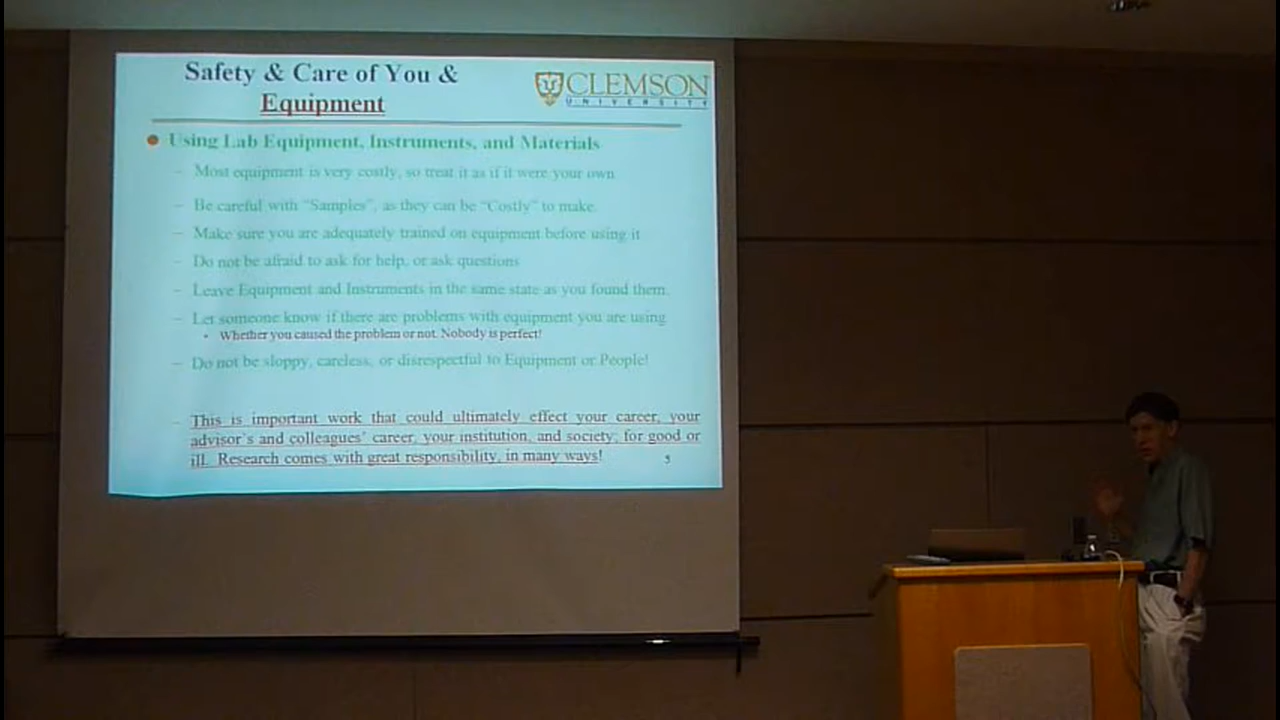 Safety & Care of You &
Equipment
CLEMSON
UNIVERSITY
Using Lab Equipment, Instruments, and Materials
– Most equipment is very costly, so treat it as if it were your own
– Be careful with “Samples”, as they can be “Costly” to make.
– Make sure you are adequately trained on equipment before using it
– Do not be afraid to ask for help, or ask questions
– Leave Equipment and Instruments in the same state as you found them.
– Let someone know if there are problems with equipment you are using
• Whether you caused the problem or not. Nobody is perfect!
– Do not be sloppy, careless, or disrespectful to Equipment or People!
– This is important work that could ultimately effect your career, your
advisor's and colleagues' career, your institution, and society, for good or
ill. Research comes with great responsibility, in many ways!
5